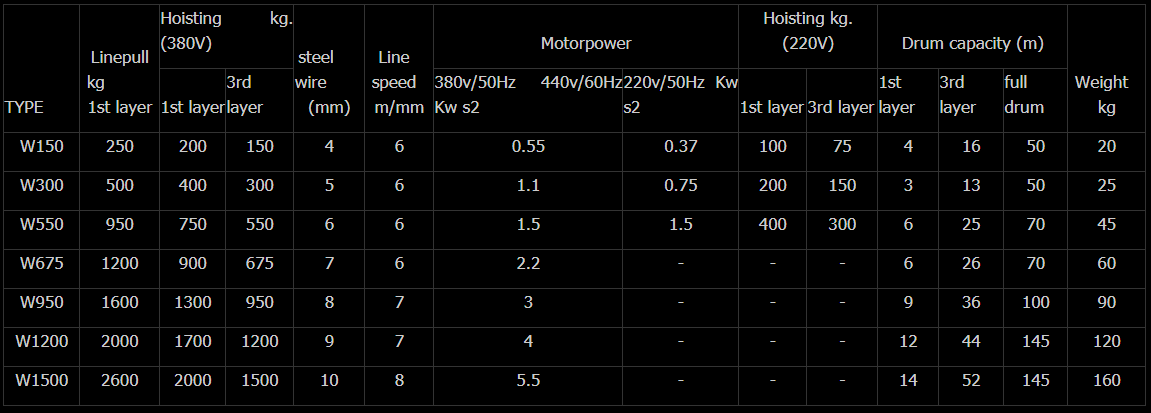 Hoisting kg. Hoisting kg.
(380V) (220V)
Linepull steel Line Motorpower Drum capacity (m)
kg 3rd wire speed 380v/50Hz 440v/60Hz 220v/50Hz Kw 1st 3rd full Weight
TYPE 1st layer 1st layer layer (mm) m/mm Kw s2 s2 1st layer 3rd layer layer layer drum kg
W150 250 200 150 4 6 0.55 0.37 100 75 4 16 50 20
W300 500 400 300 5 6 1.1 0.75 200 150 3 13 50 25
W550 950 750 550 6 6 1.5 1.5 400 300 6 25 70 45
W675 1200 900 675 7 6 2.2 - - - 6 26 70 60
W950 1600 1300 950 8 7 3 - - - 9 36 100 90
W1200 2000 1700 1200 9 7 4 - - - 12 44 145 120
W1500 2600 2000 1500 10 8 5.5 - - - 14 52 145 160